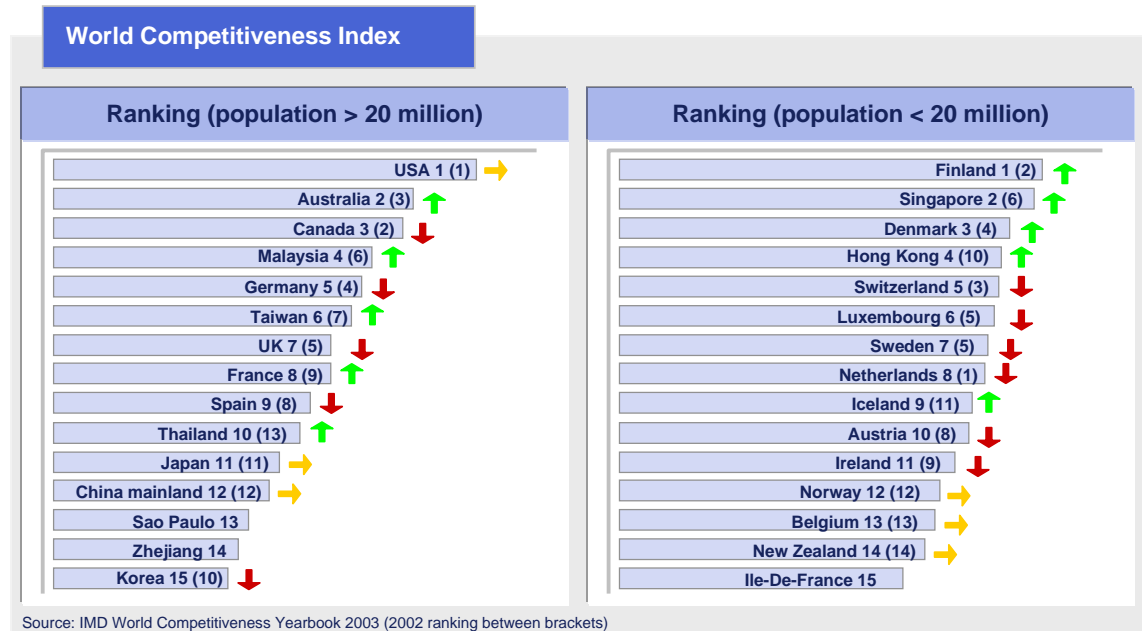 World Competitiveness Index
Ranking (population > 20 million)
USA 1 (1)
Australia 2 (3)
Canada 3 (2)
Malaysia 4 (6)
Germany 5 (4)
Taiwan 6 (7)
UK 7 (5)
France 8 (9)
Spain 9 (8)
Thailand 10 (13)
Japan 11 (11)
China mainland 12 (12)
Sao Paulo 13
Zhejiang 14
Korea 15 (10)
Ranking (population < 20 million)
Finland 1 (2)
Singapore 2 (6)
Denmark 3 (4)
Hong Kong 4 (10)
Switzerland 5 (3)
Luxembourg 6 (5)
Sweden 7 (5)
Netherlands 8 (1)
Iceland 9 (11)
Austria 10 (8)
Ireland 11 (9)
Norway 12 (12)
Belgium 13 (13)
New Zealand 14 (14)
Ile-De-France 15
Source: IMD World Competitiveness Yearbook 2003 (2002 ranking between brackets)